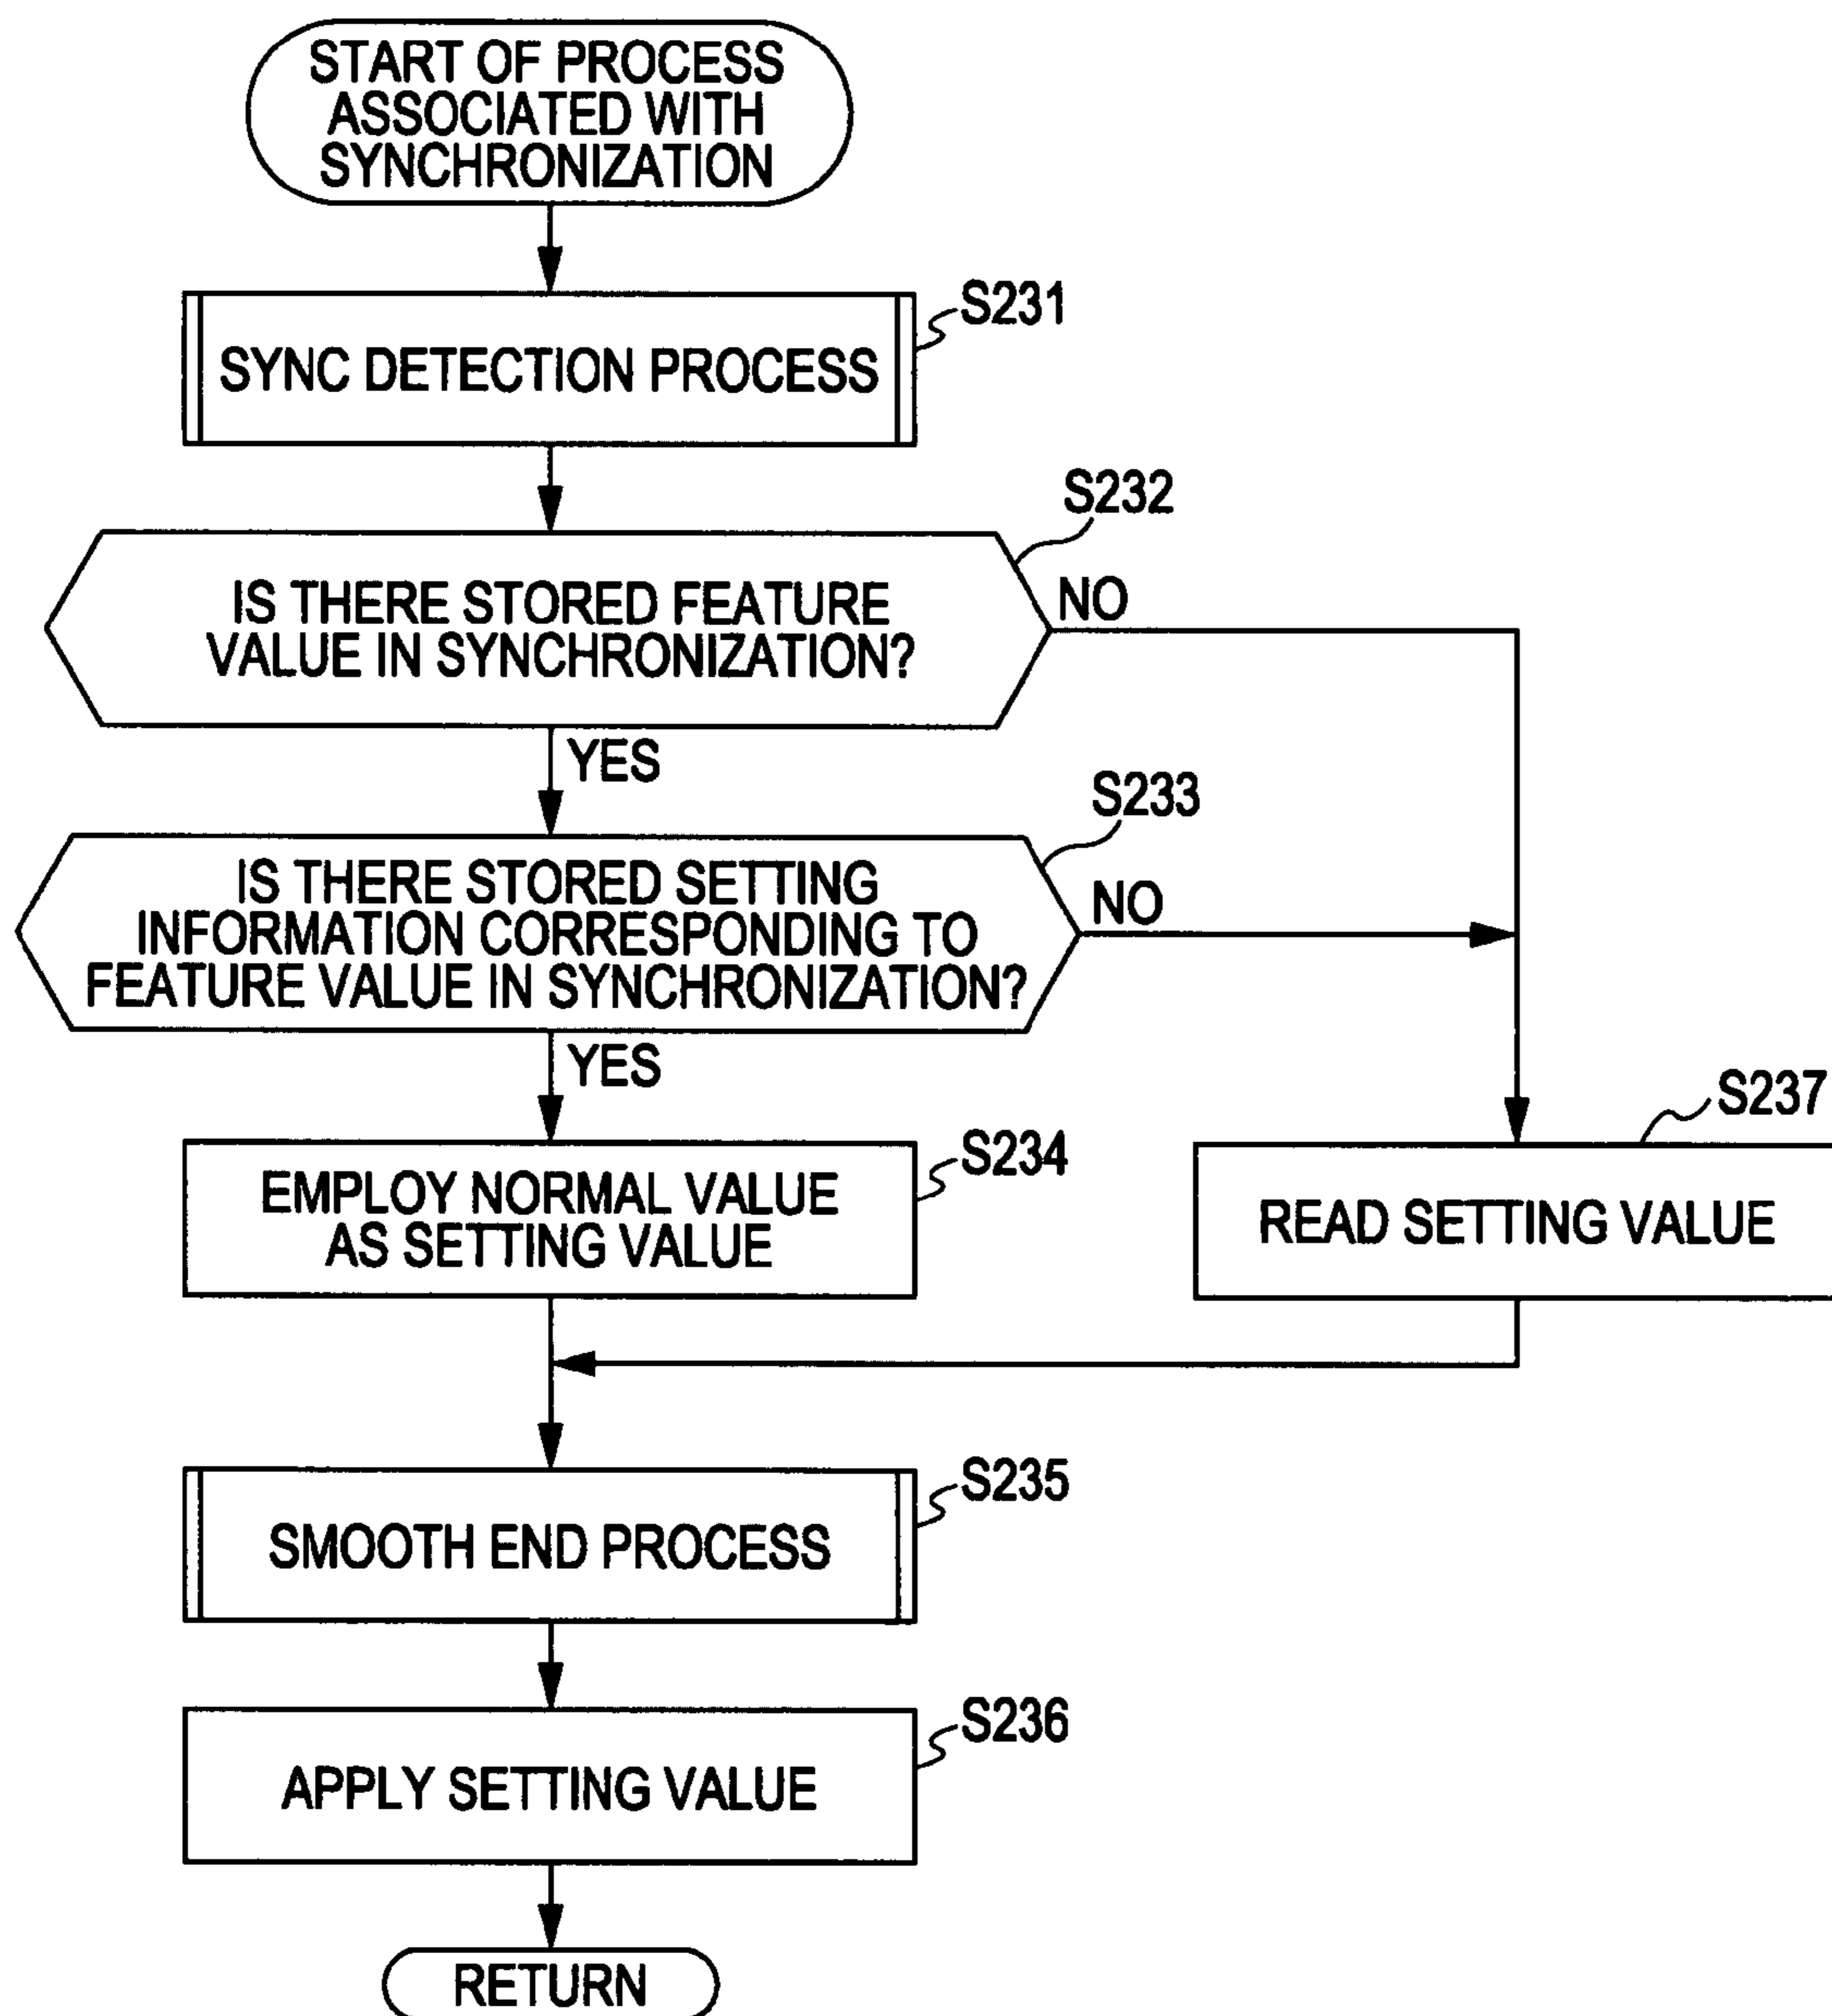 START OF PROCESS
ASSOCIATED WITH
SYNCHRONIZATION
S231
SYNC DETECTION PROCESS
S232
IS THERE STORED FEATURE
VALUE IN SYNCHRONIZATION?
NO
YES
S233
IS THERE STORED SETTING
INFORMATION CORRESPONDING TO
FEATURE VALUE IN SYNCHRONIZATION?
NO
YES
S234
EMPLOY NORMAL VALUE
AS SETTING VALUE
S237
READ SETTING VALUE
S235
SMOOTH END PROCESS
S236
APPLY SETTING VALUE
RETURN